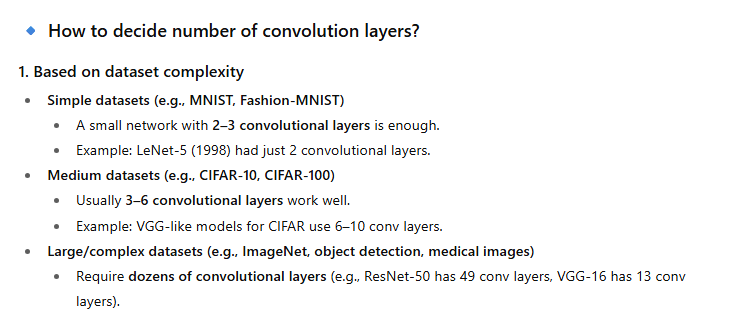 How to decide number of convolution layers?
1. Based on dataset complexity
• Simple datasets (e.g., MNIST, Fashion-MNIST)
• A small network with 2–3 convolutional layers is enough.
• Example: LeNet-5 (1998) had just 2 convolutional layers.
• Medium datasets (e.g., CIFAR-10, CIFAR-100)
• Usually 3–6 convolutional layers work well.
• Example: VGG-like models for CIFAR use 6–10 conv layers.
• Large/complex datasets (e.g., ImageNet, object detection, medical images)
• Require dozens of convolutional layers (e.g., ResNet-50 has 49 conv layers, VGG-16 has 13 conv
layers).